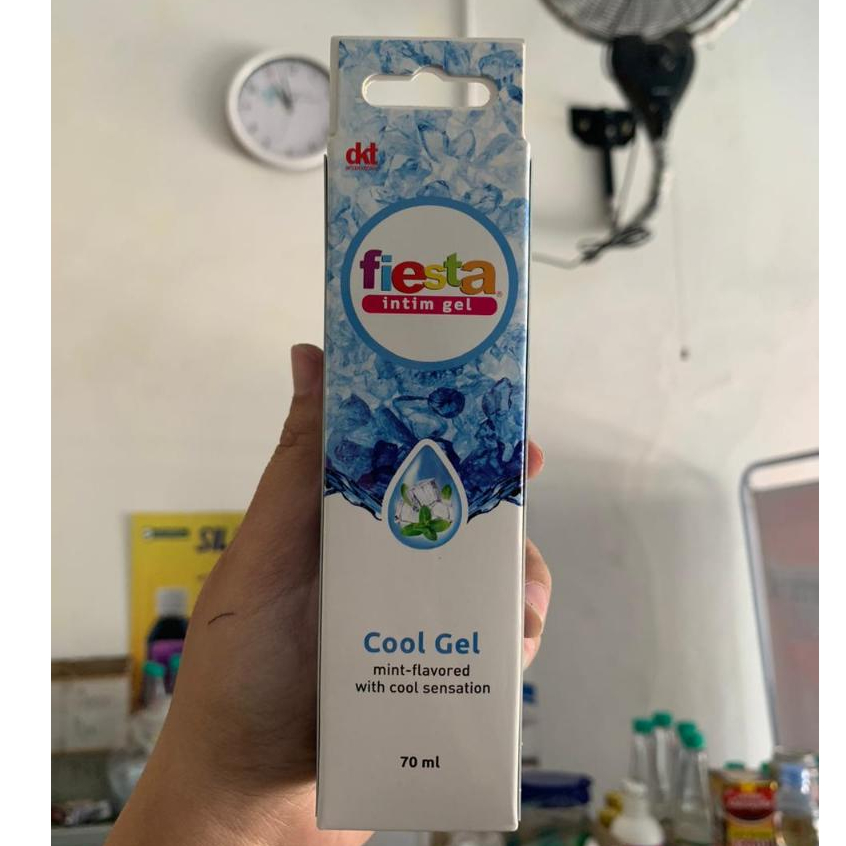 dkt
fiesta®
intim gel
Cool Gel
mint-flavored
with cool sensation
70 ml